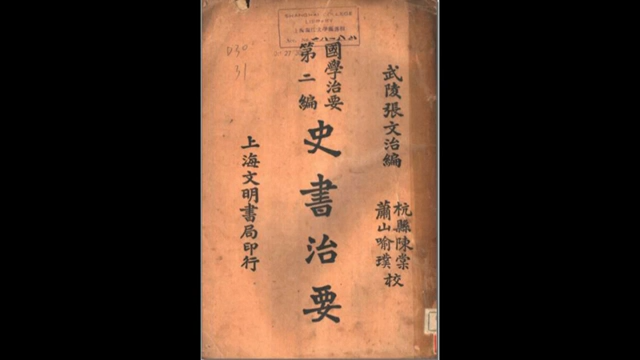 武陵張文治編
杭縣陳棠
蕭山喻璞
校
國學治要
第二編
史書治要
上海文明書局印行